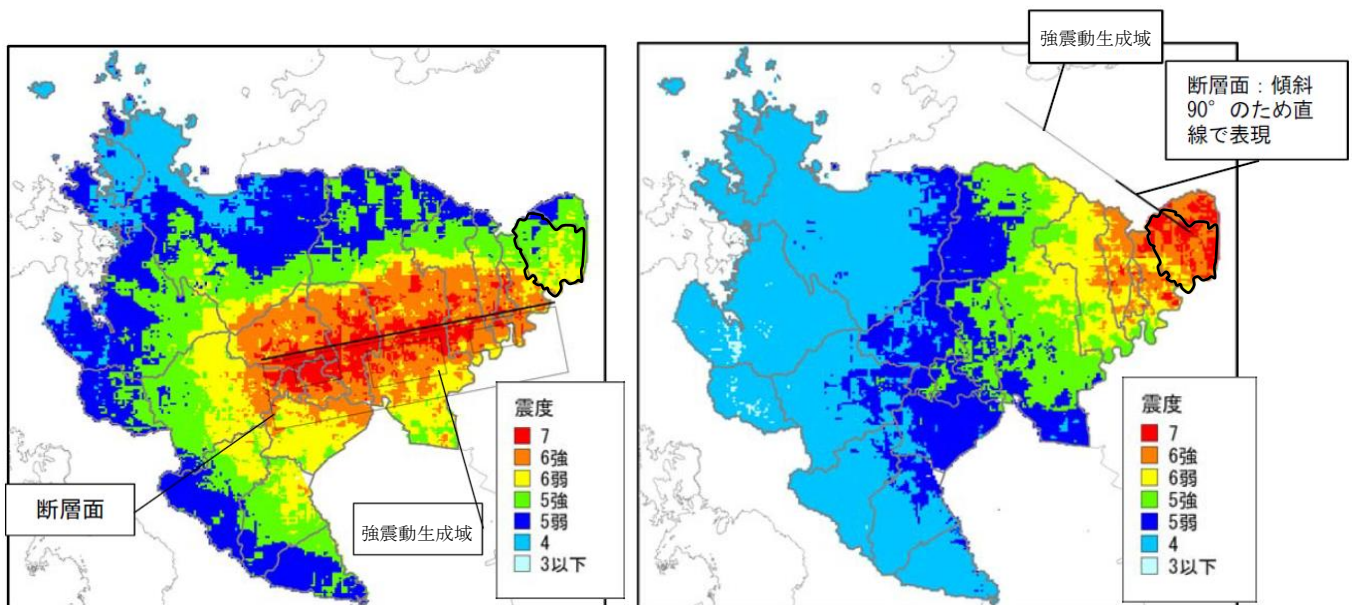 震度
7
6強
6弱
5強
5弱
4
3以下
断層面
強震動生成域
強震動生成域
断層面：傾斜
90°のため直
線で表現
震度
7
6強
6弱
5強
5弱
4
3以下